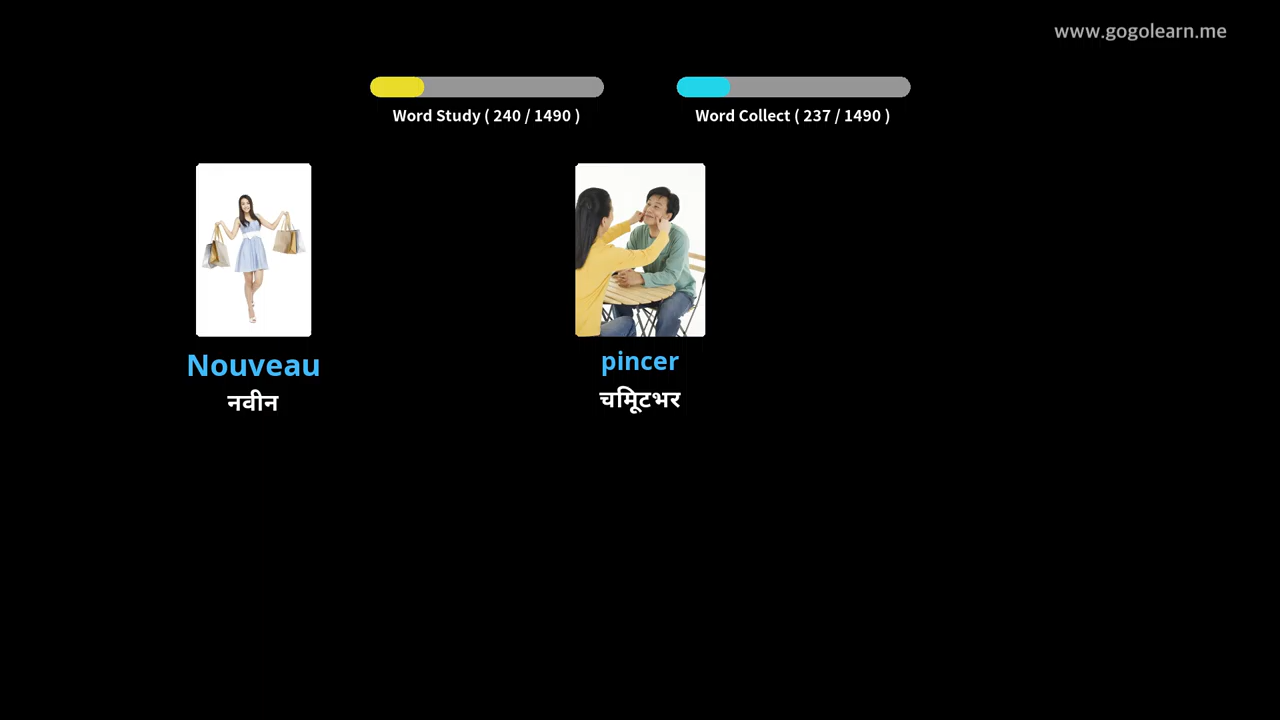 www.gogolearn.me
Word Study ( 240 / 1490 )
Word Collect ( 237 / 1490 )
Nouveau
नवीन
pincer
चमिूटभर